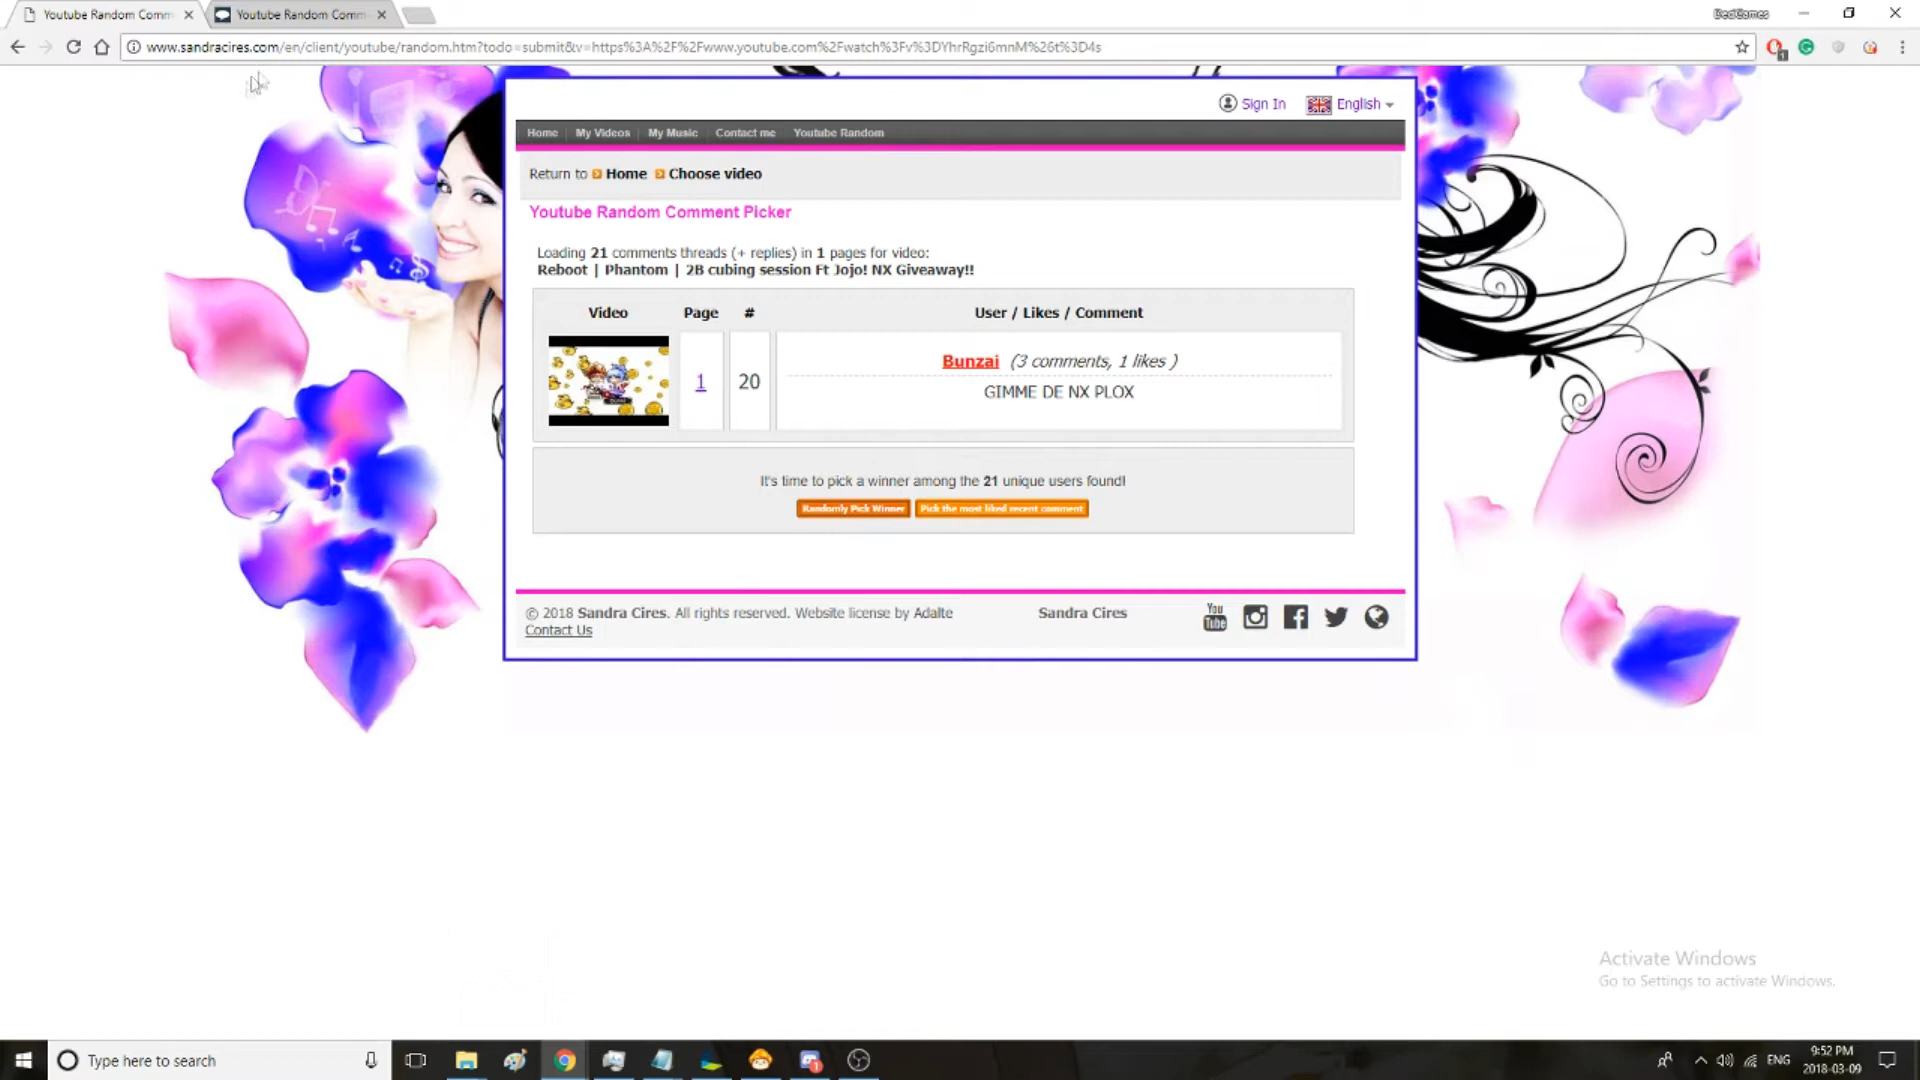 Youtube Random Comm
Youtube Random Comm
www.sandracires.com/en/client/youtube/random.htm?todo=submit&v=https%3A%2F%2Fwww.youtube.com%2Fwatch%3Fv%3DYhrRgzi6mnM%26t%3D4s
Sign In English
Home My Videos My Music Contact me Youtube Random
Return to Home Choose video
Youtube Random Comment Picker
Loading 21 comments threads (+ replies) in 1 pages for video:
Reboot | Phantom | 2B cubing session Ft Jojo! NX Giveaway!!
Video Page # User / Likes / Comment
Bunzai (3 comments, 1 likes )
1 20
GIMME DE NX PLOX
It's time to pick a winner among the 21 unique users found!
Randomly Pick Winner Pick the most liked recent comment
© 2018 Sandra Cires. All rights reserved. Website license by Adalte Sandra Cires You Tube
Contact Us
Activate Windows
Go to Settings to activate Windows.
Type here to search
ENG
9:52 PM
2018-03-09